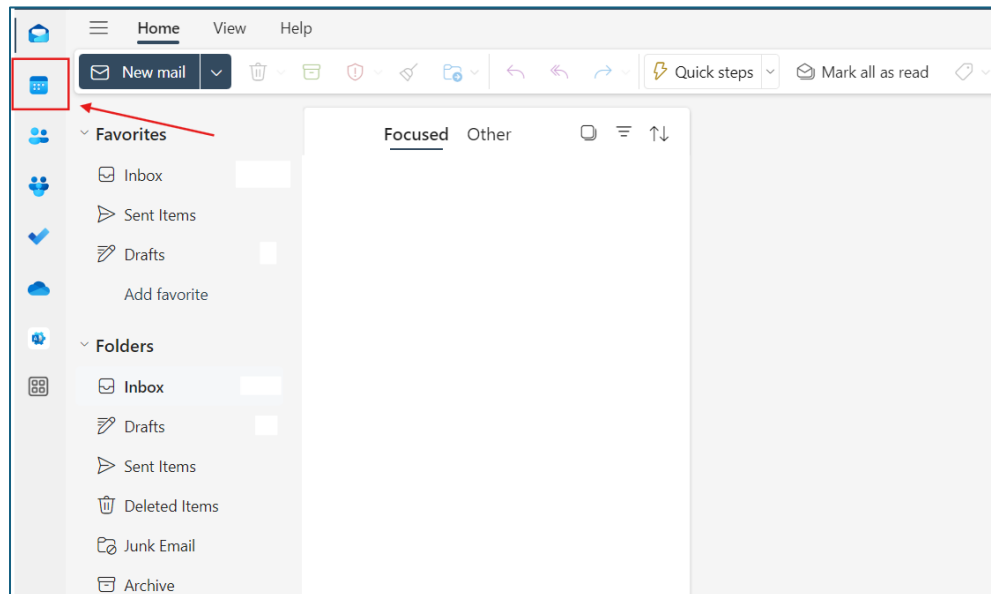 Home View Help
New mail Quick steps Mark all as read
Favorites
Focused Other
Inbox
Sent Items
Drafts
Add favorite
Folders
Inbox
Drafts
Sent Items
Deleted Items
Junk Email
Archive